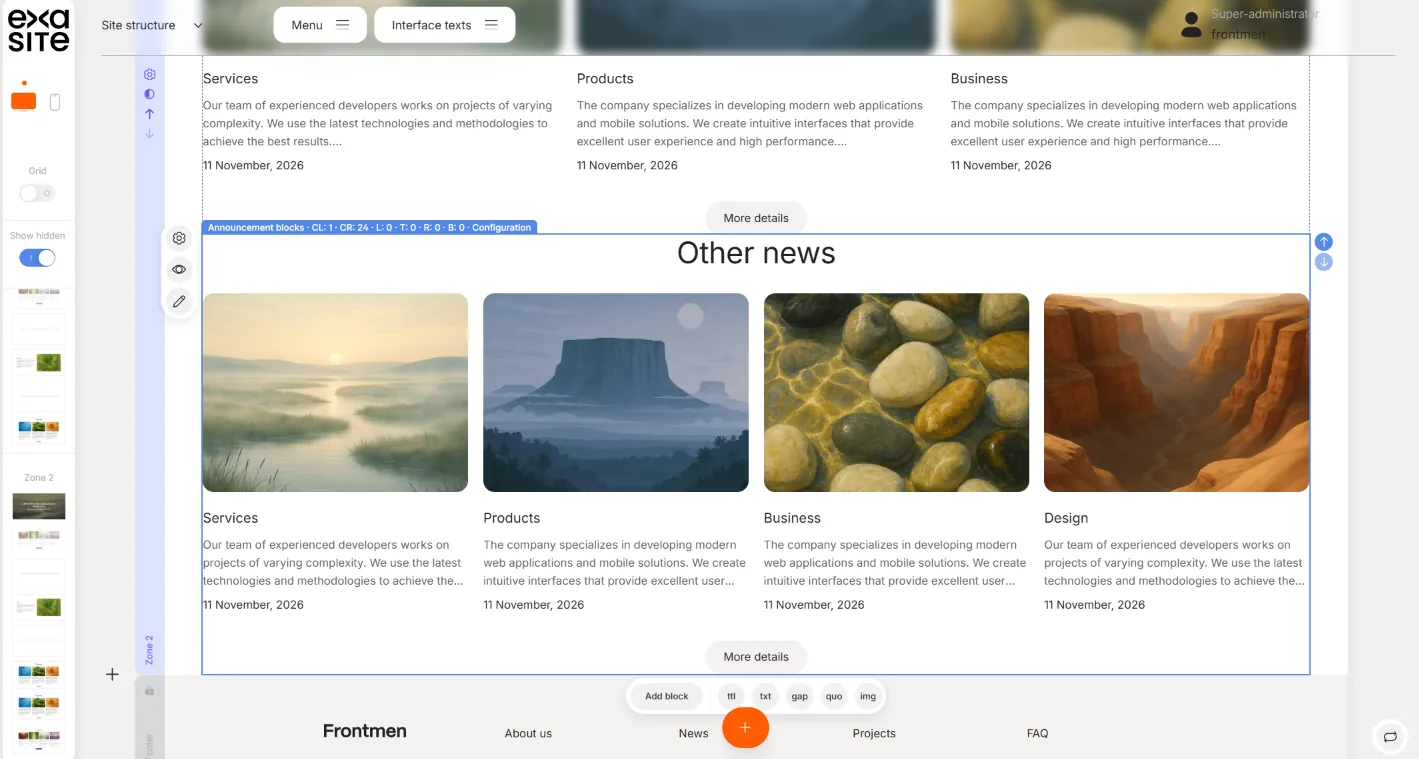 exa
SITE
Site structure
Menu
Interface texts
Super-administrator
frontmen
Grid
Show hidden
Services
Our team of experienced developers works on projects of varying
complexity. We use the latest technologies and methodologies to
achieve the best results....
11 November, 2026
Products
The company specializes in developing modern web applications
and mobile solutions. We create intuitive interfaces that provide
excellent user experience and high performance....
11 November, 2026
Business
The company specializes in developing modern web applications
and mobile solutions. We create intuitive interfaces that provide
excellent user experience and high performance....
11 November, 2026
More details
Announcement blocks · CL: 1 · CR: 24 · L: 0 · T: 0 · R: 0 · B: 0 · Configuration
Other news
Services
Our team of experienced developers works on
projects of varying complexity. We use the latest
technologies and methodologies to achieve the...
11 November, 2026
Products
The company specializes in developing modern
web applications and mobile solutions. We create
intuitive interfaces that provide excellent user...
11 November, 2026
Business
The company specializes in developing modern
web applications and mobile solutions. We create
intuitive interfaces that provide excellent user...
11 November, 2026
Design
Our team of experienced developers works on
projects of varying complexity. We use the latest
technologies and methodologies to achieve the...
11 November, 2026
More details
Zone 2
Zone 2
Footer
Add block
ttl
txt
gap
quo
img
Frontmen
About us
News
Projects
FAQ